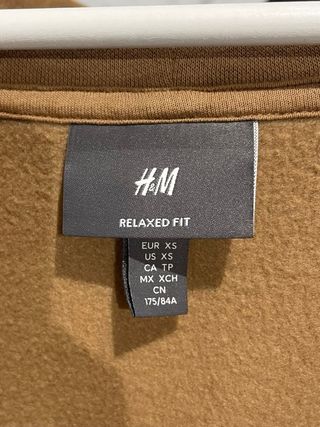 H&M
RELAXED FIT
EUR XS
US XS
CA TP
MX XCH
CN
175/84A